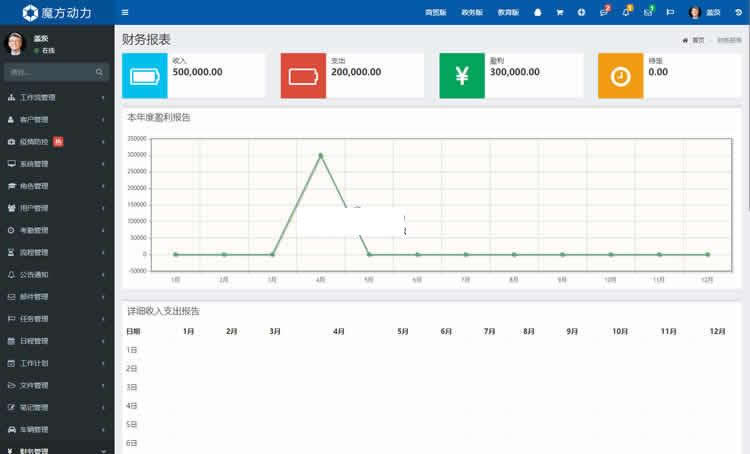 魔方动力
商贸版
政务版
教育版
2
1
盖茨
盖茨
在线
工作流管理
客户管理
疫情防控
热
系统管理
角色管理
用户管理
考勤管理
流程管理
公告通知
邮件管理
任务管理
日程管理
工作计划
文件管理
笔记管理
车辆管理
财务管理
财务报表
首页
财务报表
收入
500,000.00
支出
200,000.00
盈利
300,000.00
0.00
本年度盈利报告
350000
300000
250000
200000
150000
100000
50000
0
-50000
1月 2月 3月 4月 5月 6月 7月 8月 9月 10月 11月 12月
详细收入支出报告
日期 1月 2月 3月 4月 5月 6月 7月 8月 9月 10月 11月 12月
1日
2日
3日
4日
5日
6日